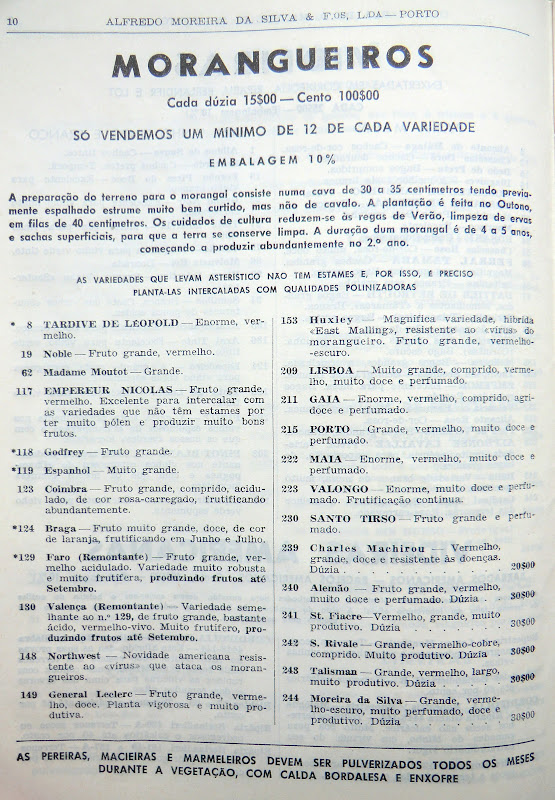 10
ALFREDO MOREIRA DA SILVA & F.OS, L.DA — PORTO
MORANGUEIROS
Cada dúzia 15$00 — Cento 100$00
SÓ VENDEMOS UM MÍNIMO DE 12 DE CADA VARIEDADE
EMBALAGEM 10%
A preparação do terreno para o morangal consiste numa cava de 30 a 35 centímetros tendo previa-
mente espalhado estrume muito bem curtido, mas não de cavalo. A plantação é feita no Outono,
em filas de 40 centímetros. Os cuidados de cultura reduzem-se às regas de Verão, limpeza de ervas
e sachas superficiais, para que a terra se conserve limpa. A duração dum morangal é de 4 a 5 anos,
começando a produzir abundantemente no 2.º ano.
AS VARIEDADES QUE LEVAM ASTERÍSTICO NÃO TEM ESTAMES E, POR ISSO, É PRECISO
PLANTÁ-LAS INTERCALADAS COM QUALIDADES POLINIZADORAS
* 8 TARDIVE DE LÉOPOLD — Enorme, ver-
melho.
19 Noble — Fruto grande, vermelho.
62 Madame Moutot — Grande.
117 EMPEREUR NICOLAS — Fruto grande,
vermelho. Excelente para intercalar com
as variedades que não têm estames por
ter muito pólen e produzir muito bons
frutos.
*118 Godfrey — Fruto grande.
*119 Espanhol — Muito grande.
123 Coimbra — Fruto grande, comprido, acidu-
lado, de cor rosa-carregado, frutificando
abundantemente.
*124 Braga — Fruto muito grande, doce, de cor
de laranja, frutificando em Junho e Julho.
*129 Faro (Remontante) — Fruto grande, ver-
melho acidulado. Variedade muito robusta
e muito frutífera, produzindo frutos até
Setembro.
130 Valença (Remontante) — Variedade seme-
lhante ao n.º 129, de fruto grande, bastante
ácido, vermelho-vivo. Muito frutífero, pro-
duzindo frutos até Setembro.
148 Northwest — Novidade americana resis-
tente ao «vírus» que ataca os moran-
gueiros.
149 General Leclerc — Fruto grande, verme-
lho, doce. Planta vigorosa e muito pro-
dutiva.
153 Huxley — Magnífica variedade, híbrida
«East Malling», resistente ao «vírus» do
morangueiro. Fruto grande, vermelho-
-escuro.
209 LISBOA — Muito grande, comprido, verme-
lho, muito doce e perfumado.
211 GAIA — Enorme, vermelho, comprido, agri-
doce e perfumado.
215 PORTO — Grande, vermelho, muito doce e
perfumado.
222 MAIA — Enorme, vermelho, muito doce e
perfumado.
223 VALONGO — Enorme, muito doce e perfu-
mado. Frutificação contínua.
230 SANTO TIRSO — Fruto grande e perfu-
mado.
239 Charles Machirou — Vermelho,
grande, doce e resistente às doenças.
Dúzia . . . . . . . . . 20$00
240 Alemão — Fruto grande, vermelho,
muito doce e perfumado. Dúzia . . 30$00
241 St. Fiacre — Vermelho, grande, muito
produtivo. Dúzia . . . . . . 30$00
242 S. Rivale — Grande, vermelho-cobre,
comprido. Muito produtivo. Dúzia . 30$00
243 Talisman — Grande, vermelho, largo,
muito produtivo. Dúzia . . . . 30$00
244 Moreira da Silva — Grande, verme-
lho-escuro, muito perfumado, doce e
produtivo. Dúzia . . . . . . 30$00
AS PEREIRAS, MACIEIRAS E MARMELEIROS DEVEM SER PULVERIZADOS TODOS OS MESES
DURANTE A VEGETAÇÃO, COM CALDA BORDALESA E ENXOFRE